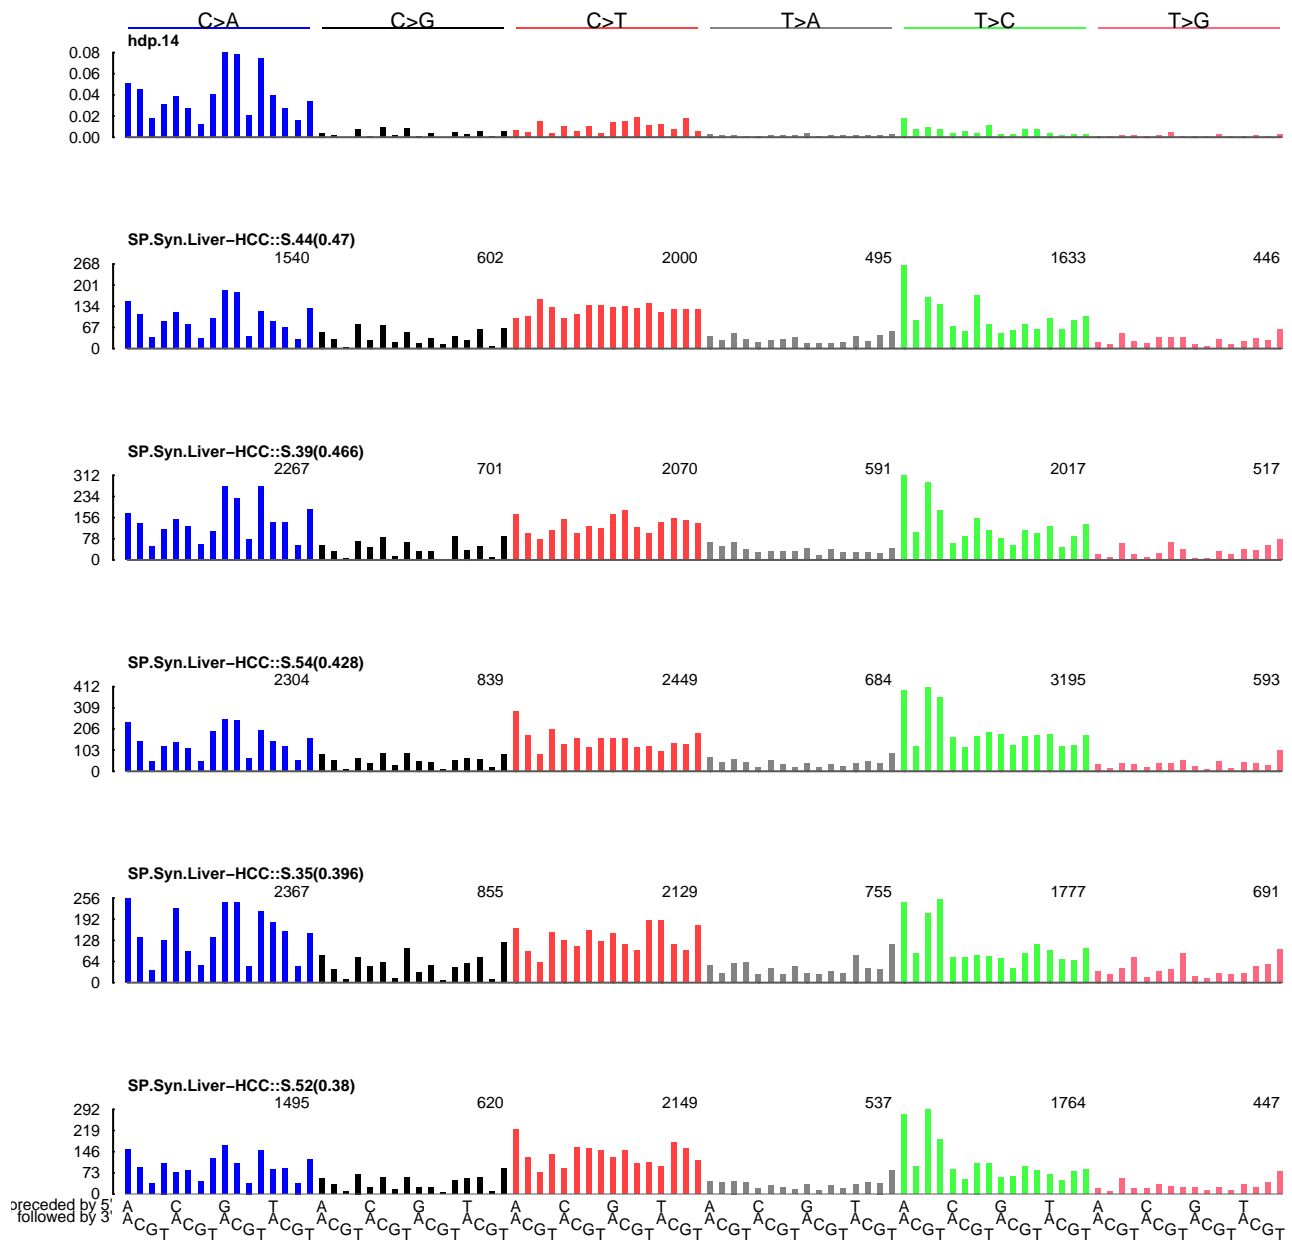 C>A C>G C>T T>A T>C T>G
hdp.14
0.08
0.06
0.04
0.02
0.00
SP.Syn.Liver−HCC::S.44(0.47)
1540 602 2000 495 1633 446
268
201
134
67
0
SP.Syn.Liver−HCC::S.39(0.466)
2267 701 2070 591 2017 517
312
234
156
78
0
SP.Syn.Liver−HCC::S.54(0.428)
2304 839 2449 684 3195 593
412
309
206
103
0
SP.Syn.Liver−HCC::S.35(0.396)
2367 855 2129 755 1777 691
256
192
128
64
0
SP.Syn.Liver−HCC::S.52(0.38)
1495 620 2149 537 1764 447
292
219
146
73
0
preceded by 5' A C G T A C G T A C G T A C G T A C G T A C G T
followed by 3' A C G T A C G T A C G T A C G T A C G T A C G T A C G T A C G T A C G T A C G T A C G T A C G T A C G T A C G T A C G T A C G T A C G T A C G T A C G T A C G T A C G T A C G T A C G T A C G T